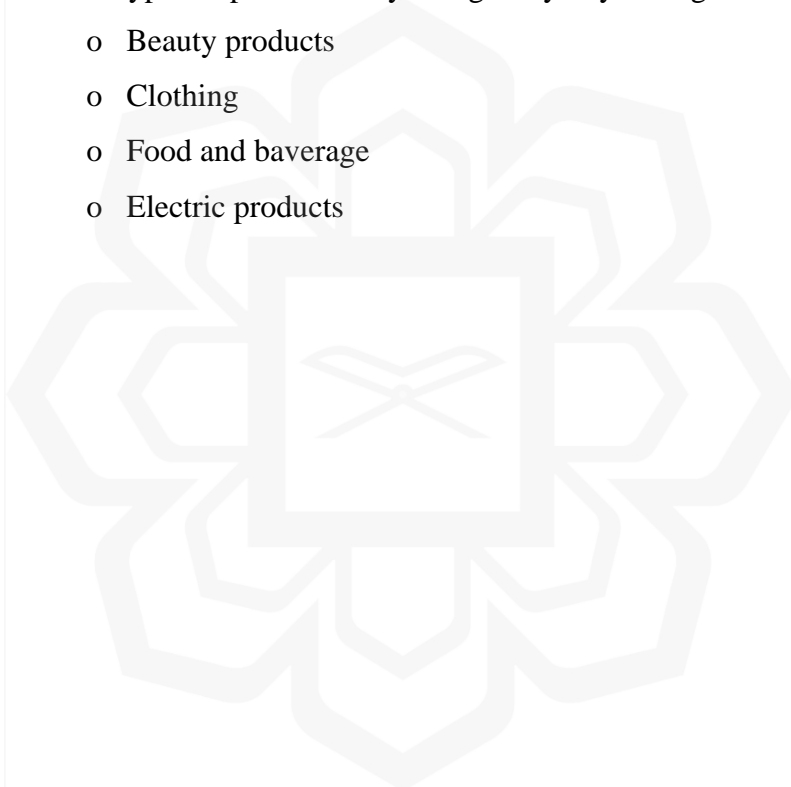 o Beauty products
o Clothing
o Food and baverage
o Electric products